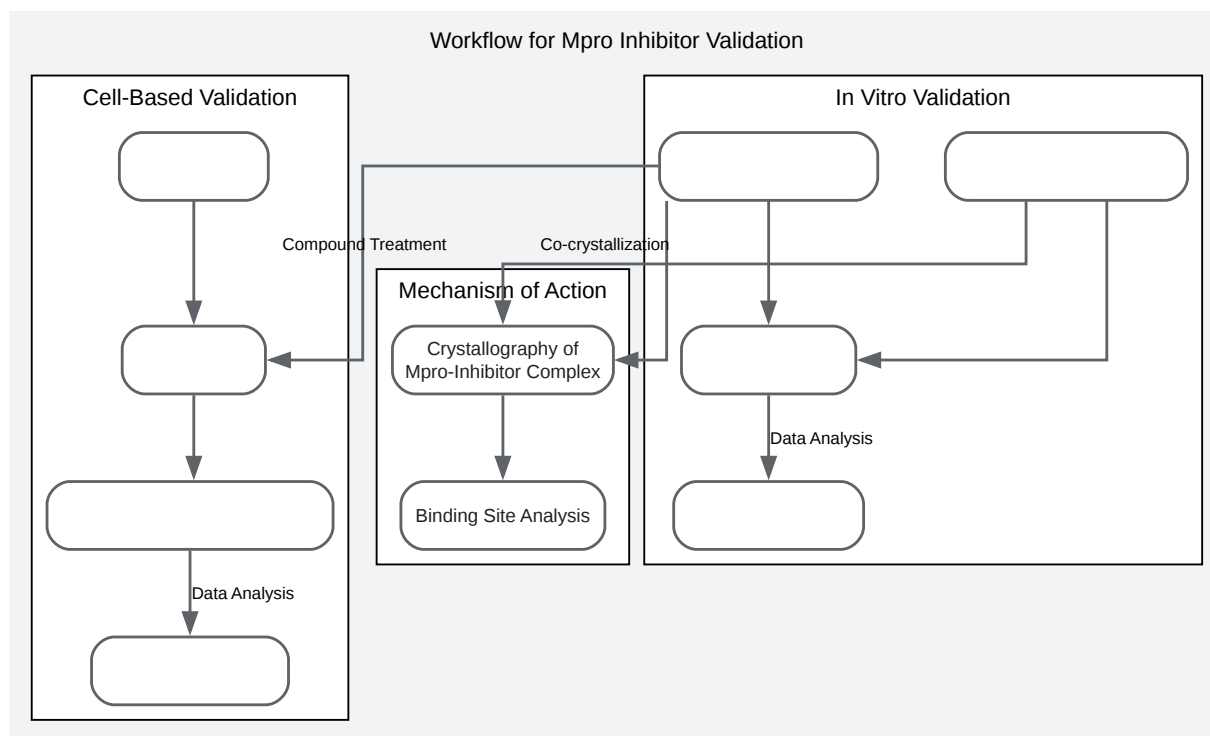 Workflow for Mpro Inhibitor Validation
Cell-Based Validation
In Vitro Validation
Compound Treatment
Co-crystallization
Mechanism of Action
Crystallography of
Mpro-Inhibitor Complex
Data Analysis
Binding Site Analysis
Data Analysis